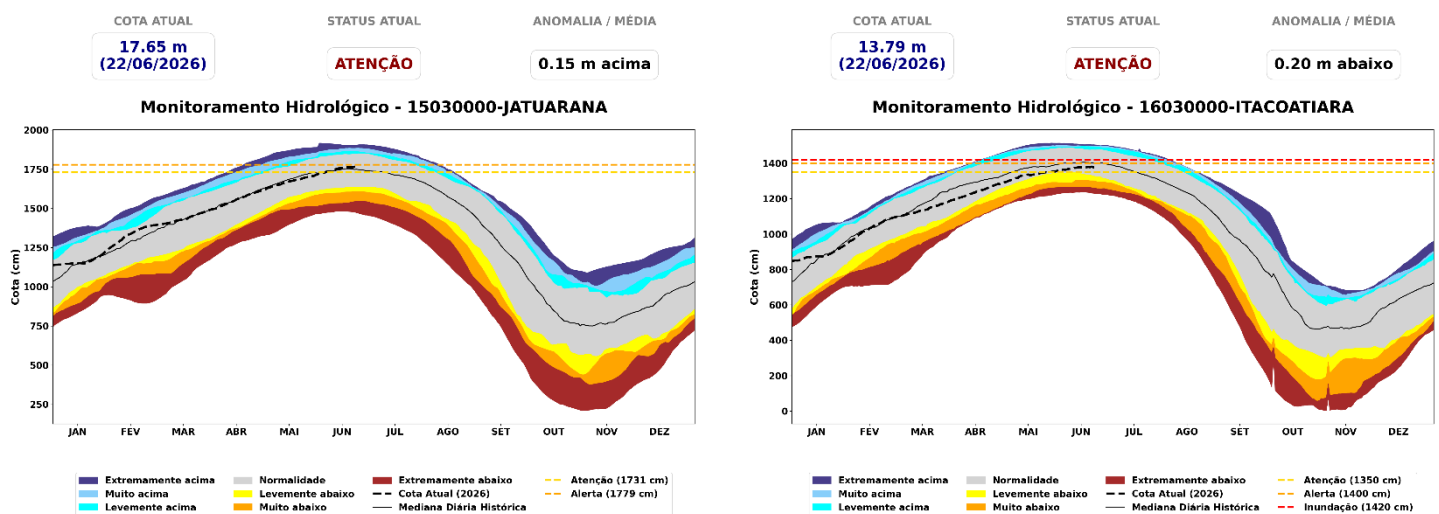 COTA ATUAL
STATUS ATUAL
ANOMALIA / MÉDIA
17.65 m
(22/06/2026)
ATENÇÃO
0.15 m acima
Monitoramento Hidrológico - 15030000-JATUARANA
Cota (cm)
2000
1750
1500
1250
1000
750
500
250
JAN
FEV
MAR
ABR
MAI
JUN
JUL
AGO
SET
OUT
NOV
DEZ
Extremamente acima
Muito acima
Levemente acima
Normalidade
Levemente abaixo
Muito abaixo
Extremamente abaixo
Cota Atual (2026)
Mediana Diária Histórica
Atenção (1731 cm)
Alerta (1779 cm)
COTA ATUAL
STATUS ATUAL
ANOMALIA / MÉDIA
13.79 m
(22/06/2026)
ATENÇÃO
0.20 m abaixo
Monitoramento Hidrológico - 16030000-ITACOATIARA
Cota (cm)
1400
1200
1000
800
600
400
200
0
JAN
FEV
MAR
ABR
MAI
JUN
JUL
AGO
SET
OUT
NOV
DEZ
Extremamente acima
Muito acima
Levemente acima
Normalidade
Levemente abaixo
Muito abaixo
Extremamente abaixo
Cota Atual (2026)
Mediana Diária Histórica
Atenção (1350 cm)
Alerta (1400 cm)
Inundação (1420 cm)